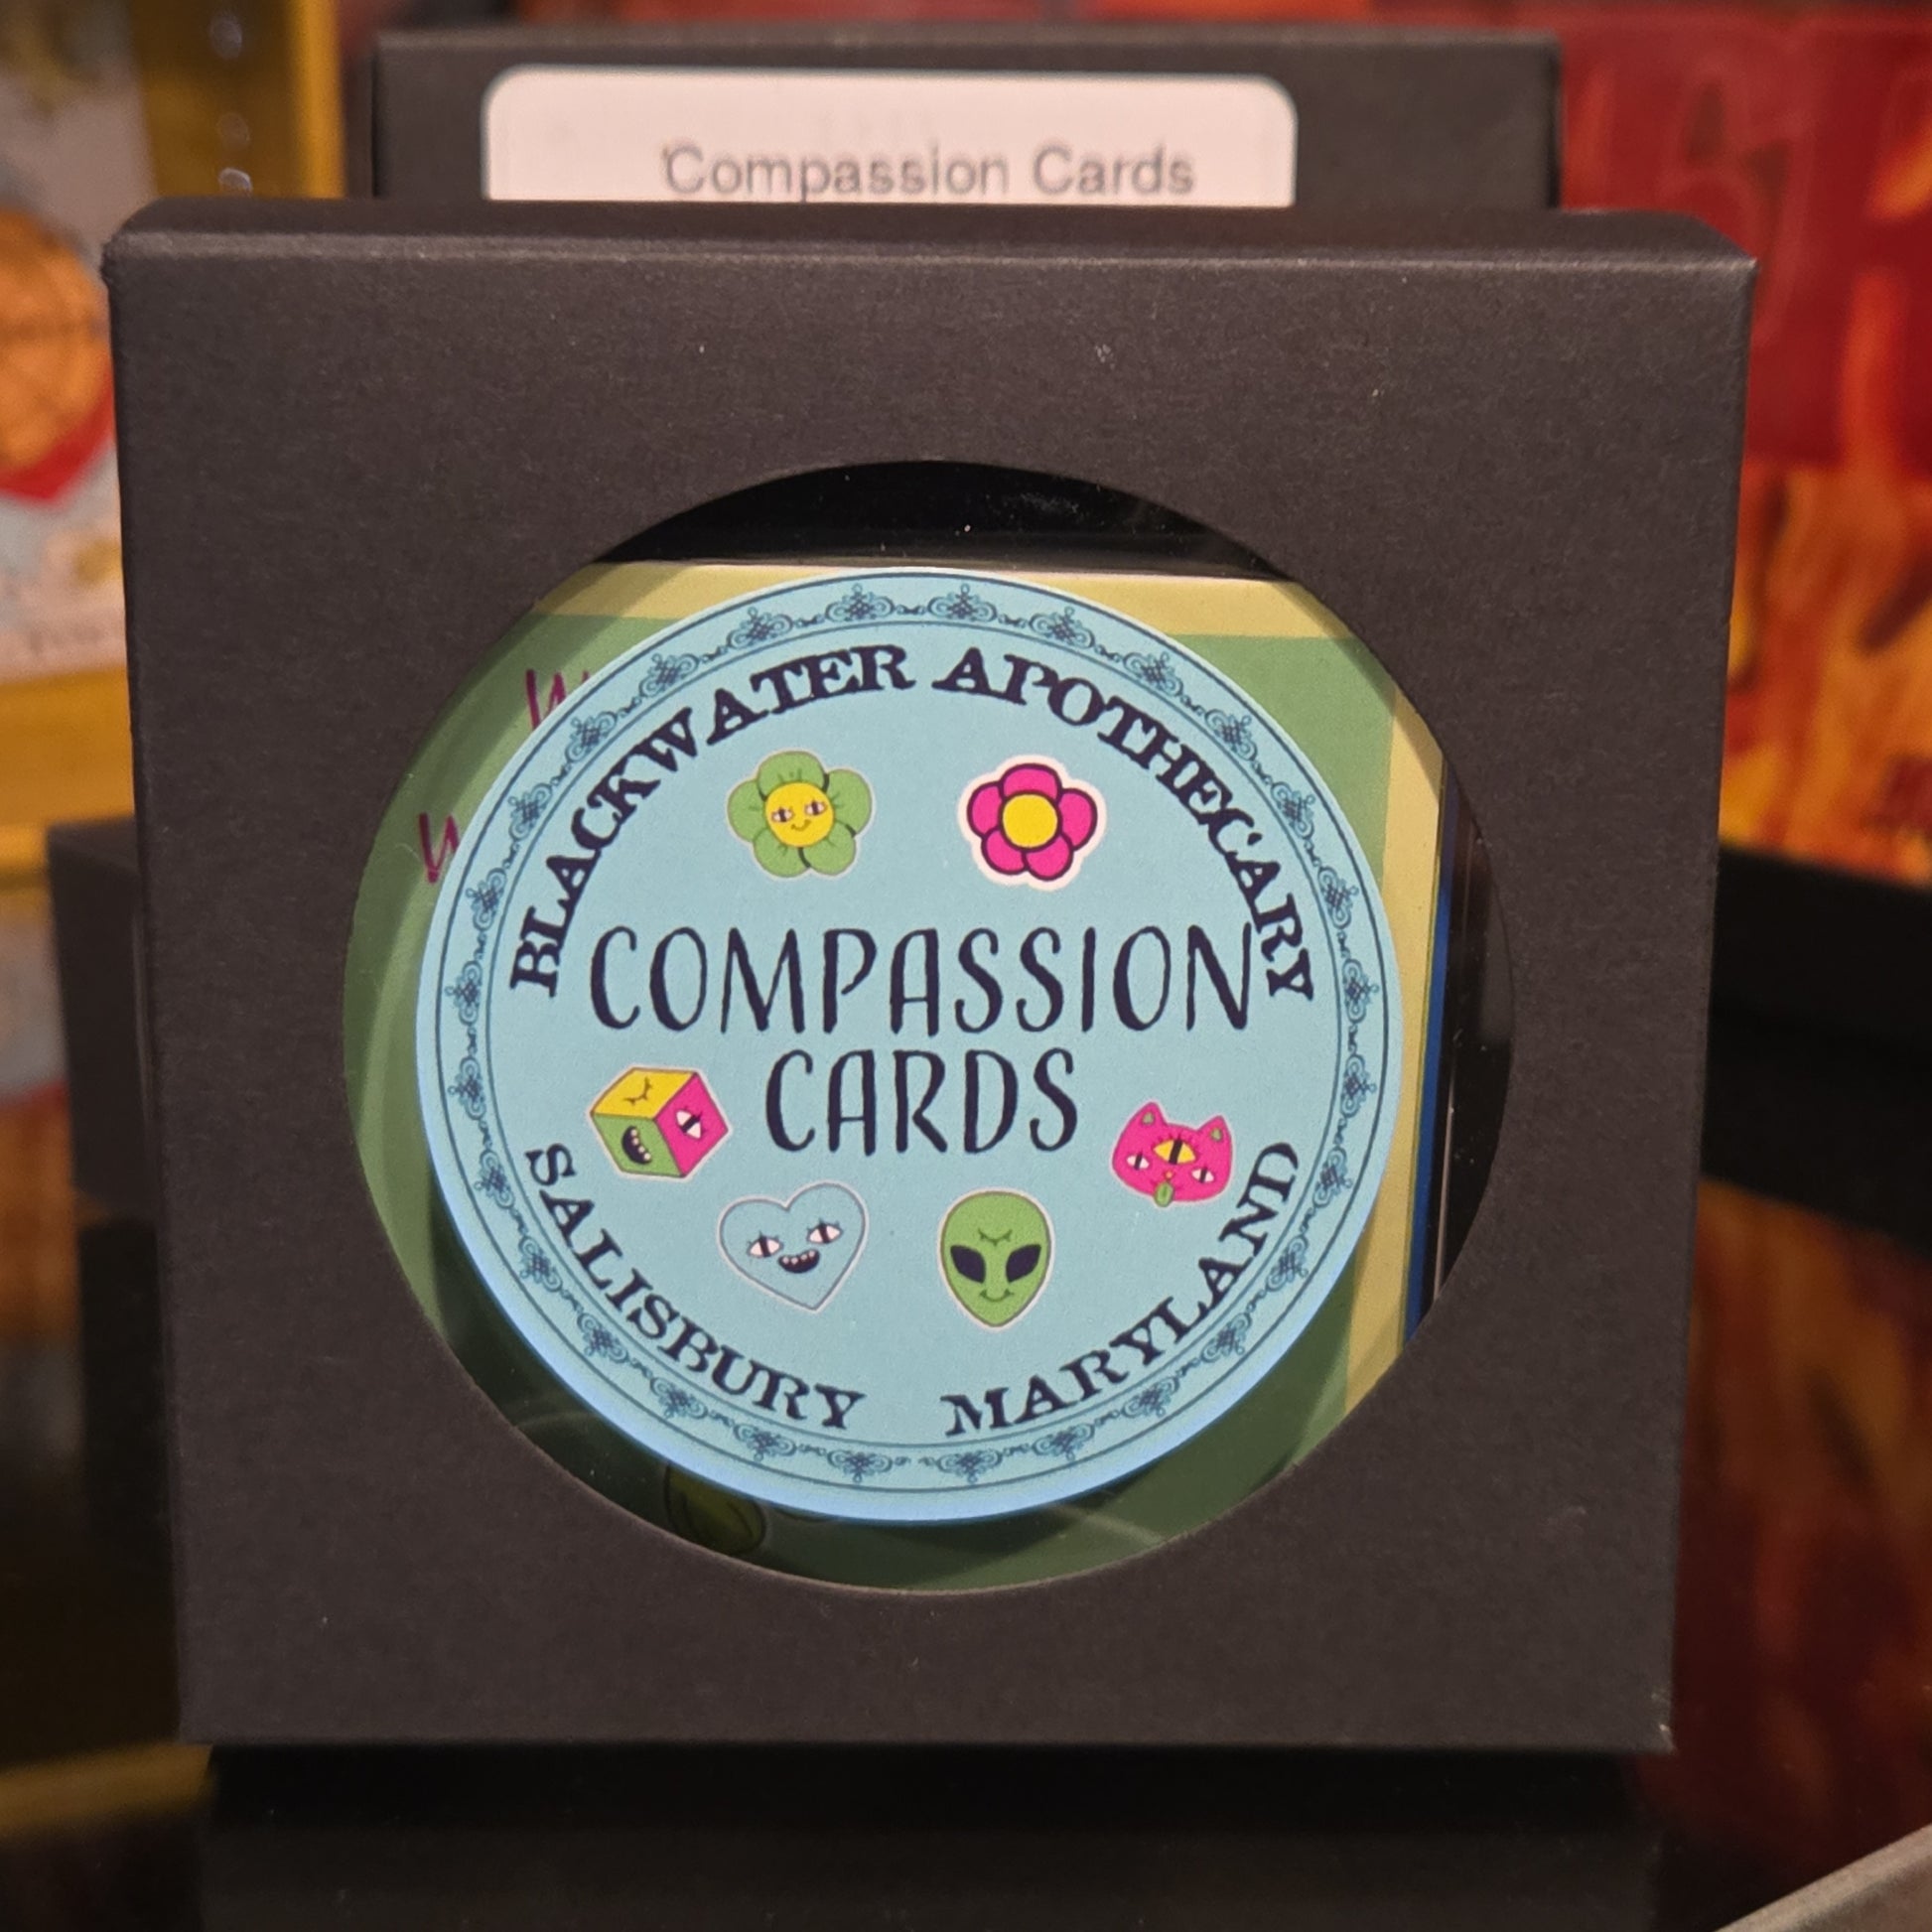 Compassion Cards
BLACKWATER APOTHECARY
COMPASSION
CARDS
SALISBURY MARYLAND